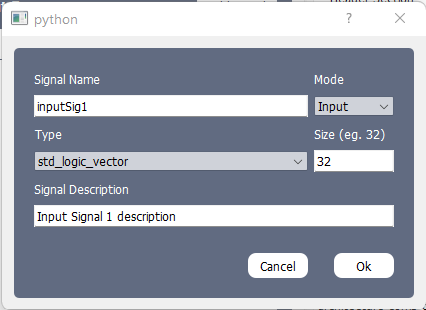 python
?
Signal Name Mode
inputSig1 Input
Type Size (eg. 32)
std_logic_vector 32
Signal Description
Input Signal 1 description
Cancel Ok